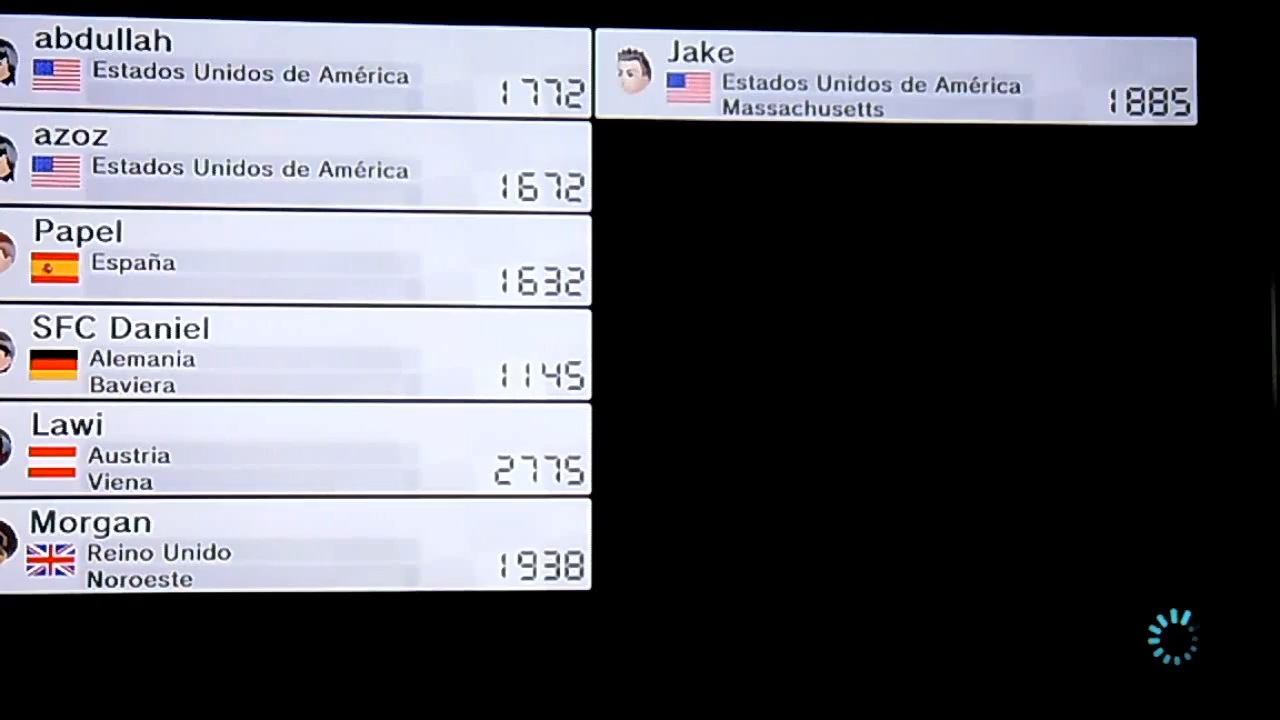 abdullah
Estados Unidos de América
1772
azoz
Estados Unidos de América
1672
Papel
España
1632
SFC Daniel
Alemania
Baviera
1145
Lawi
Austria
Viena
2775
Morgan
Reino Unido
Noroeste
1938
Jake
Estados Unidos de América
Massachusetts
1885